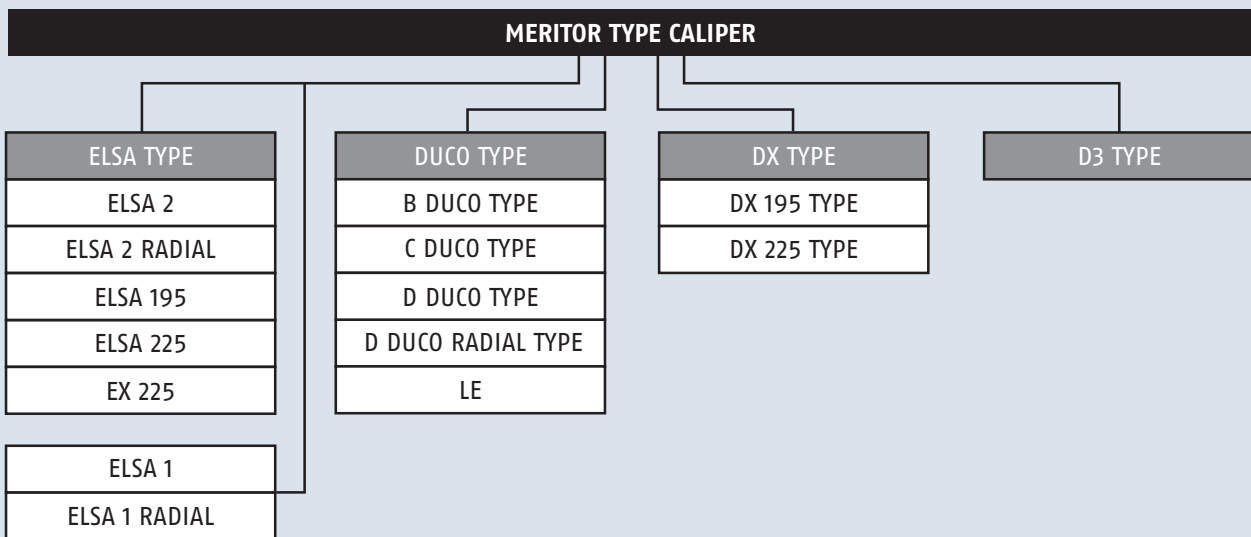 MERITOR TYPE CALIPER
ELSA TYPE
ELSA 2
ELSA 2 RADIAL
ELSA 195
ELSA 225
EX 225
ELSA 1
ELSA 1 RADIAL
DUCO TYPE
B DUCO TYPE
C DUCO TYPE
D DUCO TYPE
D DUCO RADIAL TYPE
LE
DX TYPE
DX 195 TYPE
DX 225 TYPE
D3 TYPE